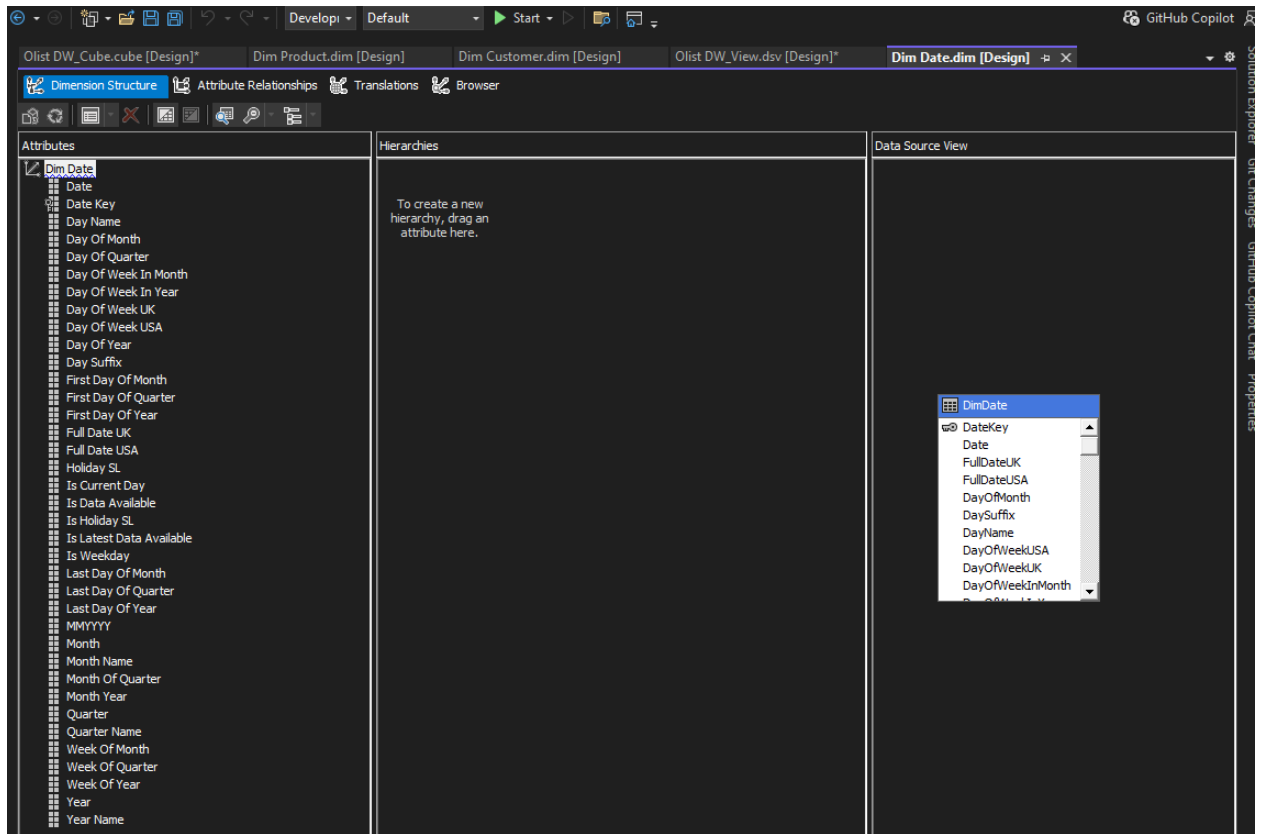 Developi Default Start GitHub Copilot
Olist DW_Cube.cube [Design]* Dim Product.dim [Design] Dim Customer.dim [Design] Olist DW_View.dsv [Design]* Dim Date.dim [Design]
Dimension Structure Attribute Relationships Translations Browser
Attributes
Dim Date
Date
Date Key
Day Name
Day Of Month
Day Of Quarter
Day Of Week In Month
Day Of Week In Year
Day Of Week UK
Day Of Week USA
Day Of Year
Day Suffix
First Day Of Month
First Day Of Quarter
First Day Of Year
Full Date UK
Full Date USA
Holiday SL
Is Current Day
Is Data Available
Is Holiday SL
Is Latest Data Available
Is Weekday
Last Day Of Month
Last Day Of Quarter
Last Day Of Year
MMYYYY
Month
Month Name
Month Of Quarter
Month Year
Quarter
Quarter Name
Week Of Month
Week Of Quarter
Week Of Year
Year
Year Name
Hierarchies
To create a new
hierarchy, drag an
attribute here.
Data Source View
DimDate
DateKey
Date
FullDateUK
FullDateUSA
DayOfMonth
DaySuffix
DayName
DayOfWeekUSA
DayOfWeekUK
DayOfWeekInMonth
Solution Explorer
Git Changes
GitHub Copilot Chat
Properties